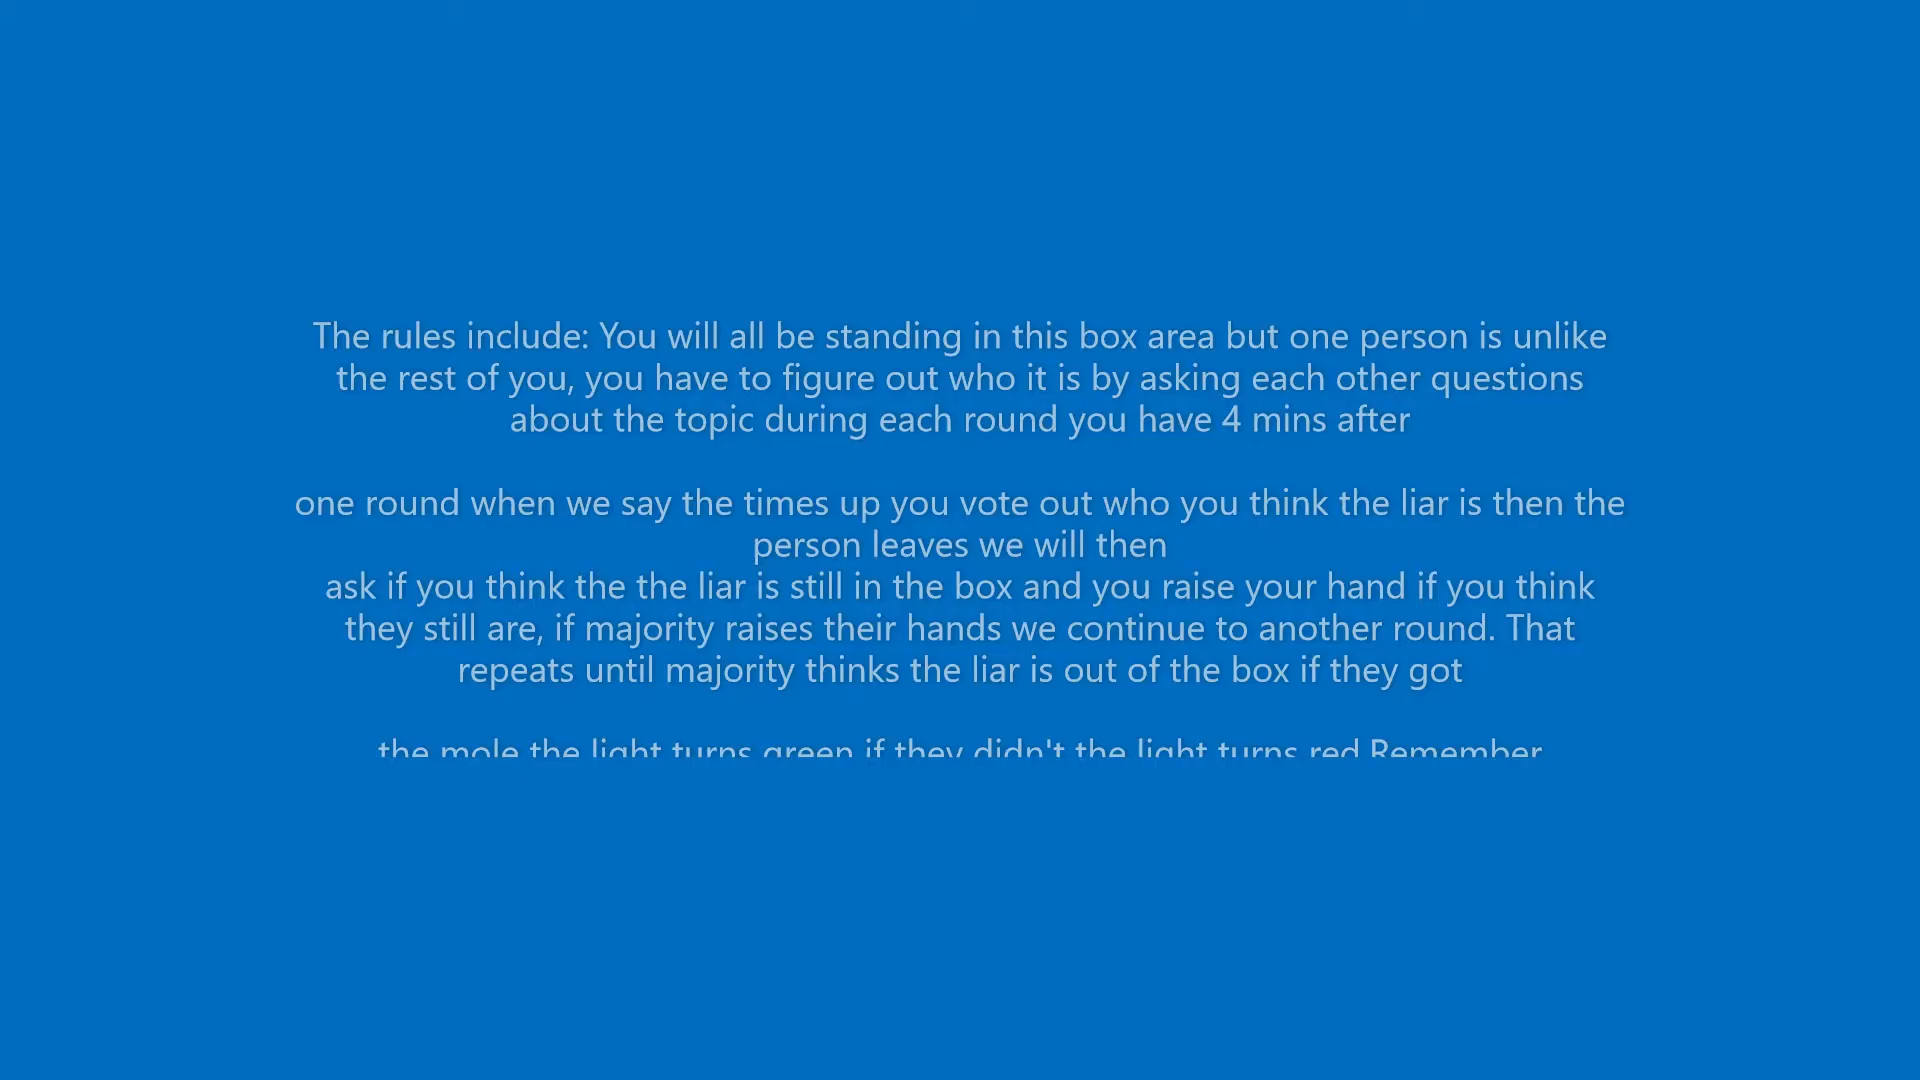 The rules include: You will all be standing in this box area but one person is unlike
the rest of you, you have to figure out who it is by asking each other questions
about the topic during each round you have 4 mins after
one round when we say the times up you vote out who you think the liar is then the
person leaves we will then
ask if you think the the liar is still in the box and you raise your hand if you think
they still are, if majority raises their hands we continue to another round. That
repeats until majority thinks the liar is out of the box if they got
the mole the light turns green if they didn't the light turns red Remember